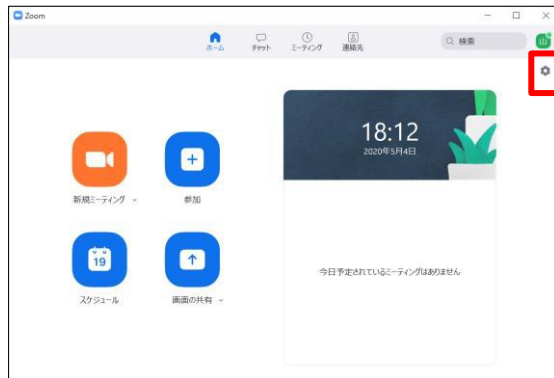 Zoom
ホーム
チャット
ミーティング
連絡先
検索
山
18:12
2020年5月4日
新規ミーティング
参加
19
スケジュール
画面の共有
今日予定されているミーティングはありません